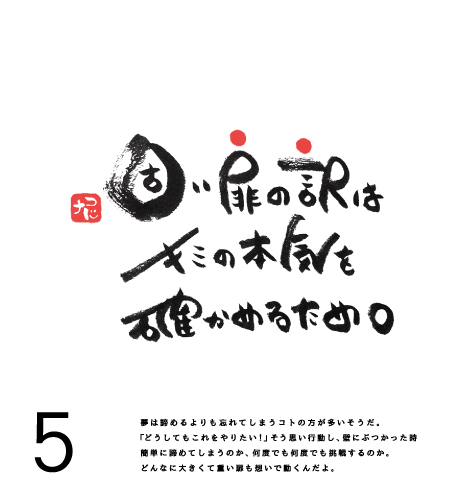 固い扉の訳は
キミの本気を
確かめるため。
5
夢は諦めるよりも忘れてしまうコトの方が多いそうだ。
「どうしてもこれをやりたい!」そう思い行動し、壁にぶつかった時
簡単に諦めてしまうのか、何度でも何度でも挑戦するのか。
どんなに大きくて重い扉も想いで動くんだよ。